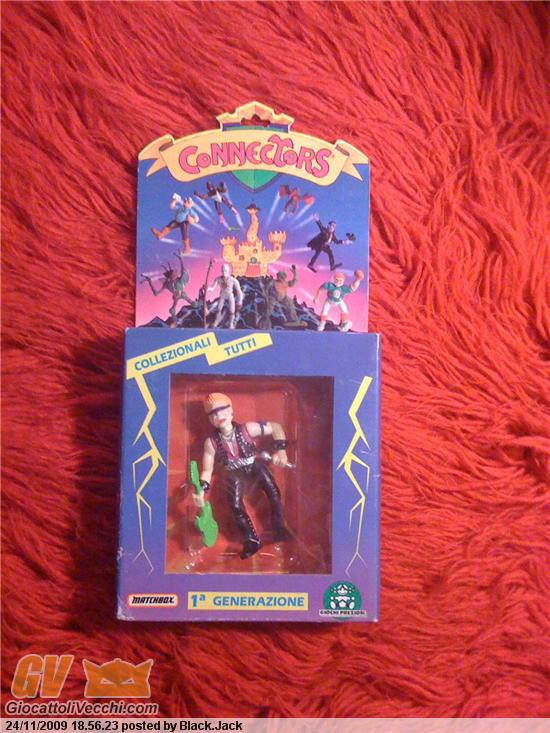 CONNECTORS
COLLEZIONALI
TUTTI
MATCHBOX
1ª GENERAZIONE
GIOCHI PREZIOSI
GV
GiocattoliVecchi.com
24/11/2009 18.56.23 posted by Black.Jack